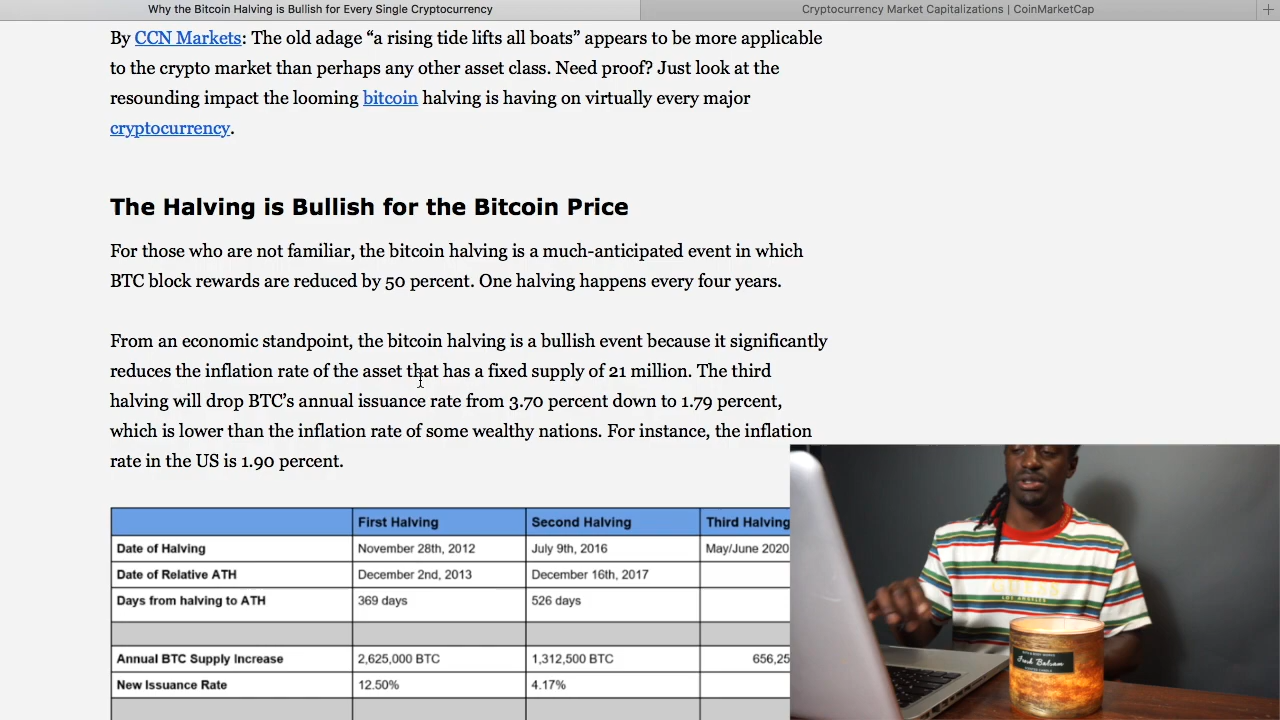 Why the Bitcoin Halving is Bullish for Every Single Cryptocurrency
Cryptocurrency Market Capitalizations | CoinMarketCap
By CCN Markets: The old adage “a rising tide lifts all boats” appears to be more applicable
to the crypto market than perhaps any other asset class. Need proof? Just look at the
resounding impact the looming bitcoin halving is having on virtually every major
cryptocurrency.
The Halving is Bullish for the Bitcoin Price
For those who are not familiar, the bitcoin halving is a much-anticipated event in which
BTC block rewards are reduced by 50 percent. One halving happens every four years.
From an economic standpoint, the bitcoin halving is a bullish event because it significantly
reduces the inflation rate of the asset that has a fixed supply of 21 million. The third
halving will drop BTC’s annual issuance rate from 3.70 percent down to 1.79 percent,
which is lower than the inflation rate of some wealthy nations. For instance, the inflation
rate in the US is 1.90 percent.
First Halving Second Halving Third Halving
Date of Halving November 28th, 2012 July 9th, 2016 May/June 2020
Date of Relative ATH December 2nd, 2013 December 16th, 2017
Days from halving to ATH 369 days 526 days
Annual BTC Supply Increase 2,625,000 BTC 1,312,500 BTC 656,25
New Issuance Rate 12.50% 4.17%
GUESS
LOS ANGELES
Fresh Balsam